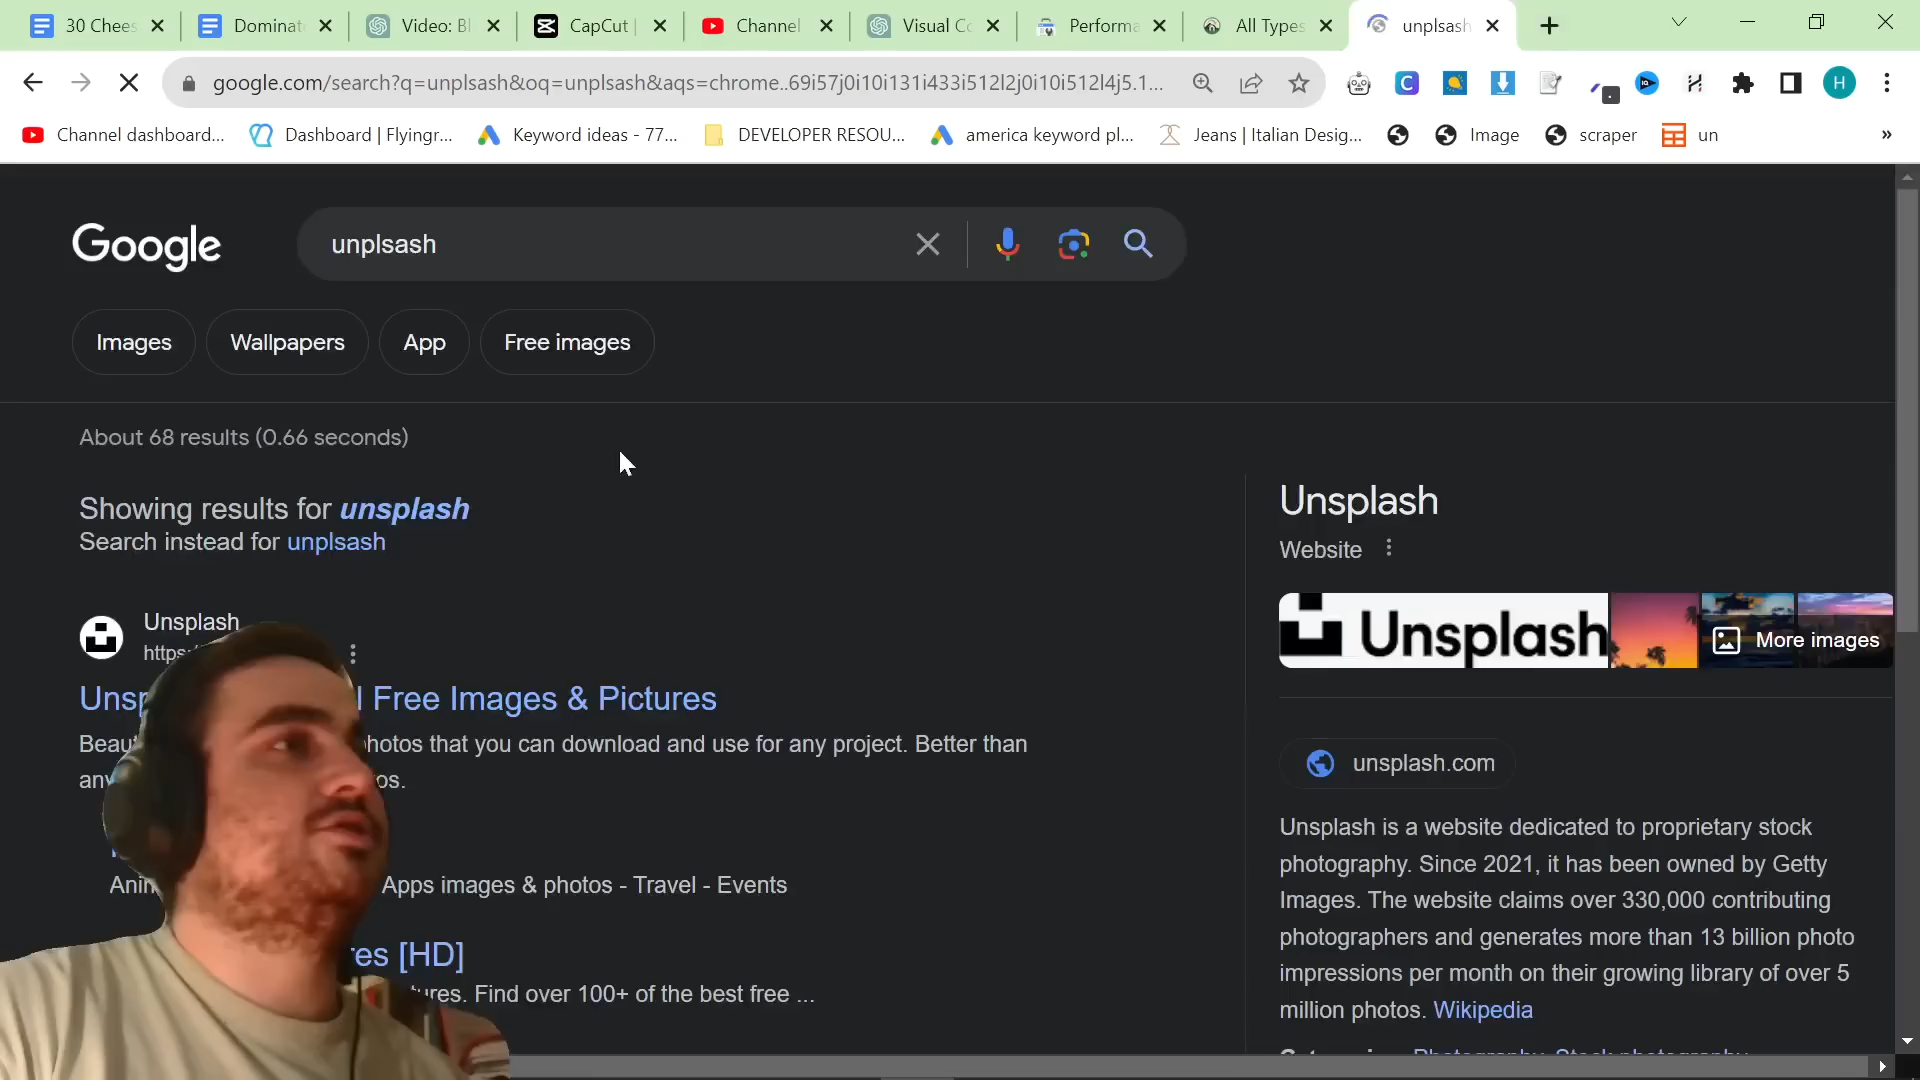 30 Chees
Dominat
Video: Bl
CapCut |
Channel
Visual Co
Performa
All Types
unplsash
google.com/search?q=unplsash&oq=unplsash&aqs=chrome..69i57j0i10i131i433i512l2j0i10i512l4j5.1...
H
Channel dashboard...
Dashboard | Flyingr...
Keyword ideas - 77...
DEVELOPER RESOU...
america keyword pl...
Jeans | Italian Desig...
Image
scraper
un
»
Google
unplsash
Images
Wallpapers
App
Free images
About 68 results (0.66 seconds)
Showing results for unsplash
Search instead for unplsash
Unsplash
https:
Free Images & Pictures
photos that you can download and use for any project. Better than
any
Apps images & photos - Travel - Events
[HD]
Find over 100+ of the best free ...
Unsplash
Website
Unsplash
More images
unsplash.com
Unsplash is a website dedicated to proprietary stock
photography. Since 2021, it has been owned by Getty
Images. The website claims over 330,000 contributing
photographers and generates more than 13 billion photo
impressions per month on their growing library of over 5
million photos. Wikipedia